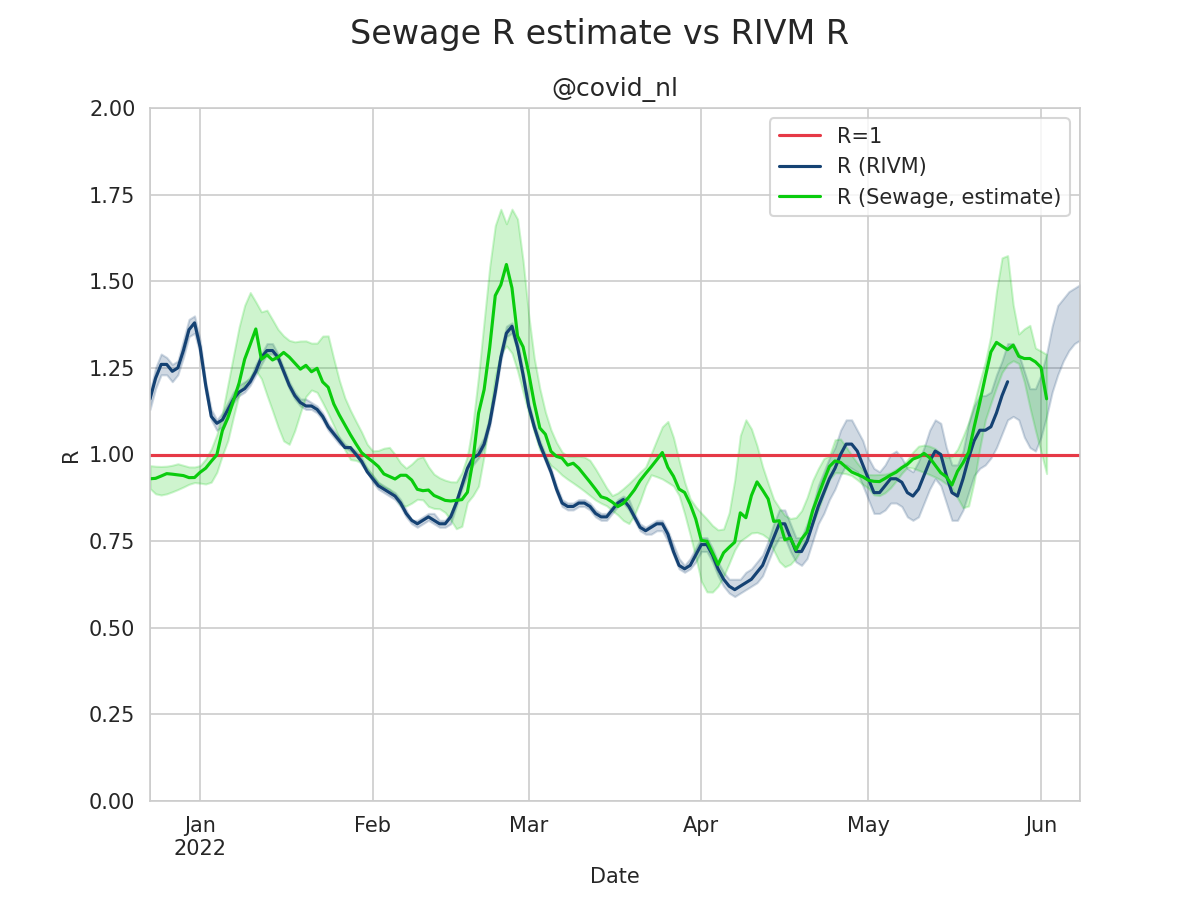 Sewage R estimate vs RIVM R
@covid_nl
2.00
1.75
1.50
1.25
1.00
0.75
0.50
0.25
0.00
R
R=1
R (RIVM)
R (Sewage, estimate)
Jan
2022
Feb
Mar
Apr
May
Jun
Date